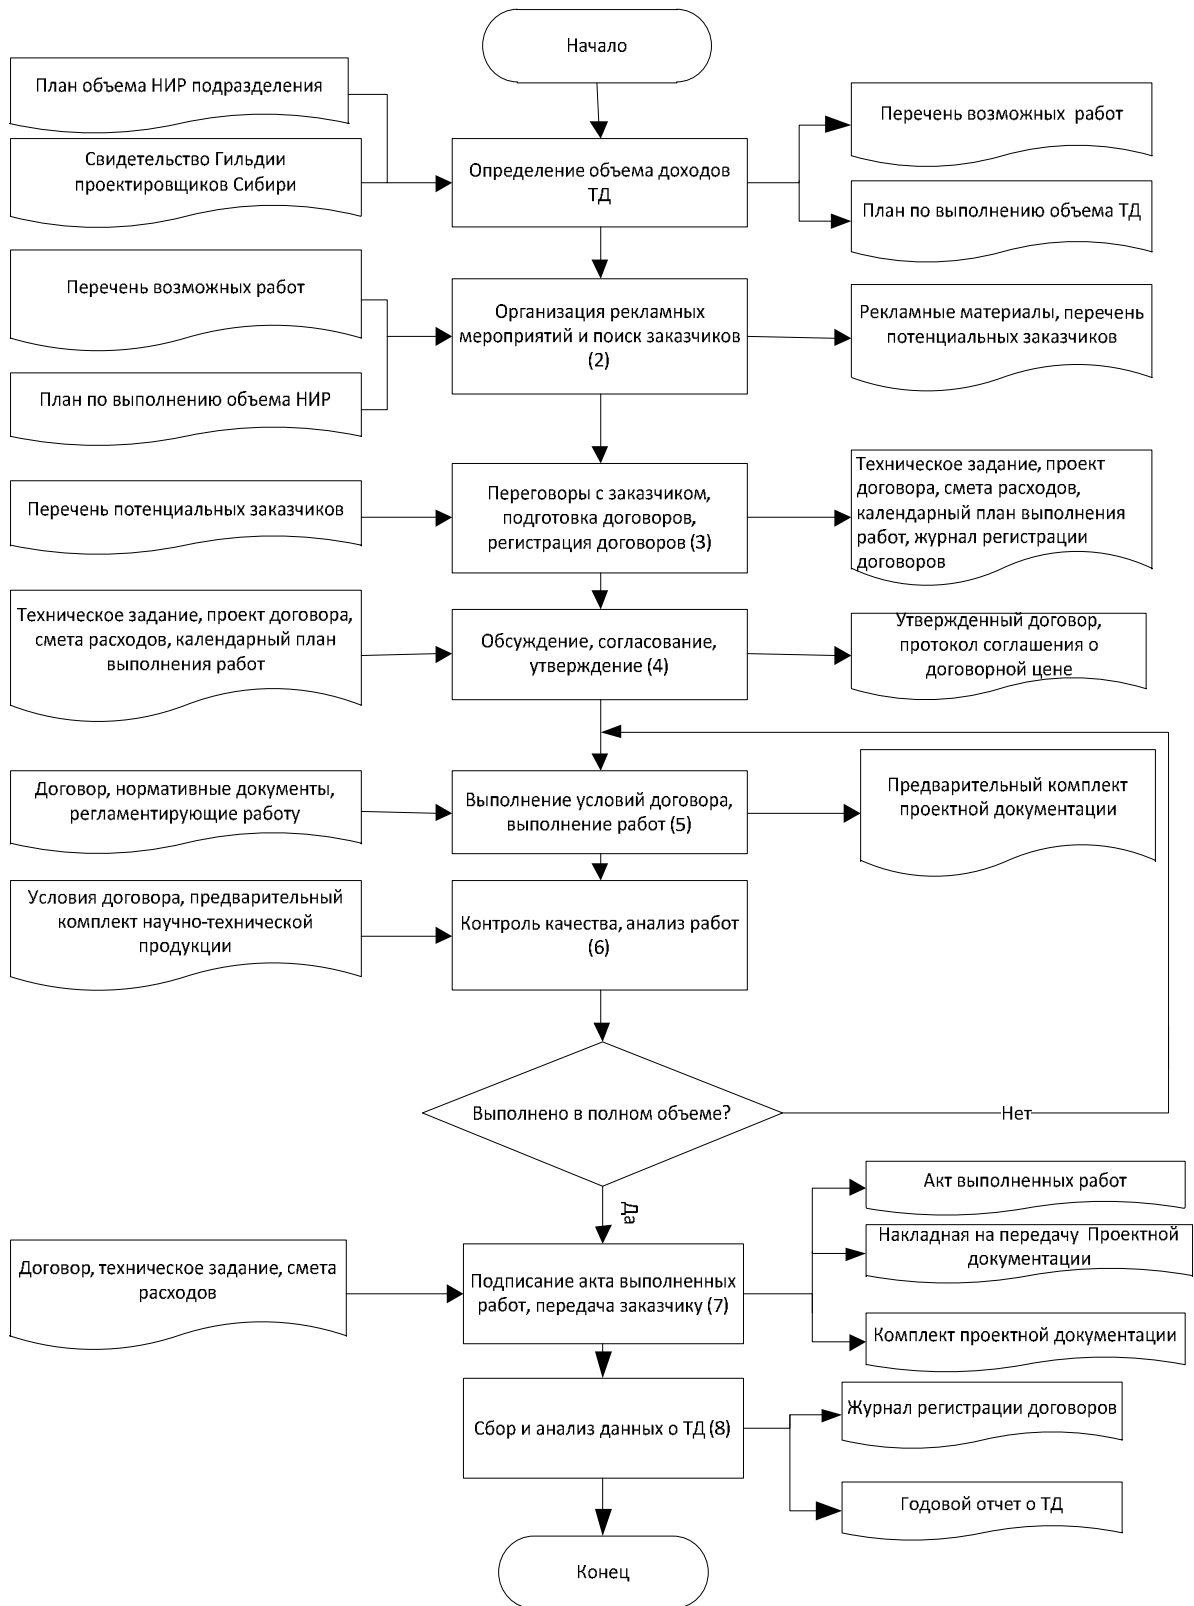 Начало
План объема НИР подразделения
Свидетельство Гильдии
проектировщиков Сибири
Определение объема доходов
ТД
Перечень возможных  работ
План по выполнению объема ТД
Перечень возможных работ
План по выполнению объема НИР
Организация рекламных
мероприятий и поиск заказчиков
(2)
Рекламные материалы, перечень
потенциальных заказчиков
Перечень потенциальных заказчиков
Переговоры с заказчиком,
подготовка договоров,
регистрация договоров (3)
Техническое задание, проект
договора, смета расходов,
календарный план выполнения
работ, журнал регистрации
договоров
Техническое задание, проект договора,
смета расходов, календарный план
выполнения работ
Обсуждение, согласование,
утверждение (4)
Утвержденный договор,
протокол соглашения о
договорной цене
Договор, нормативные документы,
регламентирующие работу
Выполнение условий договора,
выполнение работ (5)
Предварительный комплект
проектной документации
Условия договора, предварительный
комплект научно-технической
продукции
Контроль качества, анализ работ
(6)
Выполнено в полном объеме?
Нет
Да
Договор, техническое задание, смета
расходов
Подписание акта выполненных
работ, передача заказчику (7)
Акт выполненных работ
Накладная на передачу  Проектной
документации
Комплект проектной документации
Сбор и анализ данных о ТД (8)
Журнал регистрации договоров
Годовой отчет о ТД
Конец